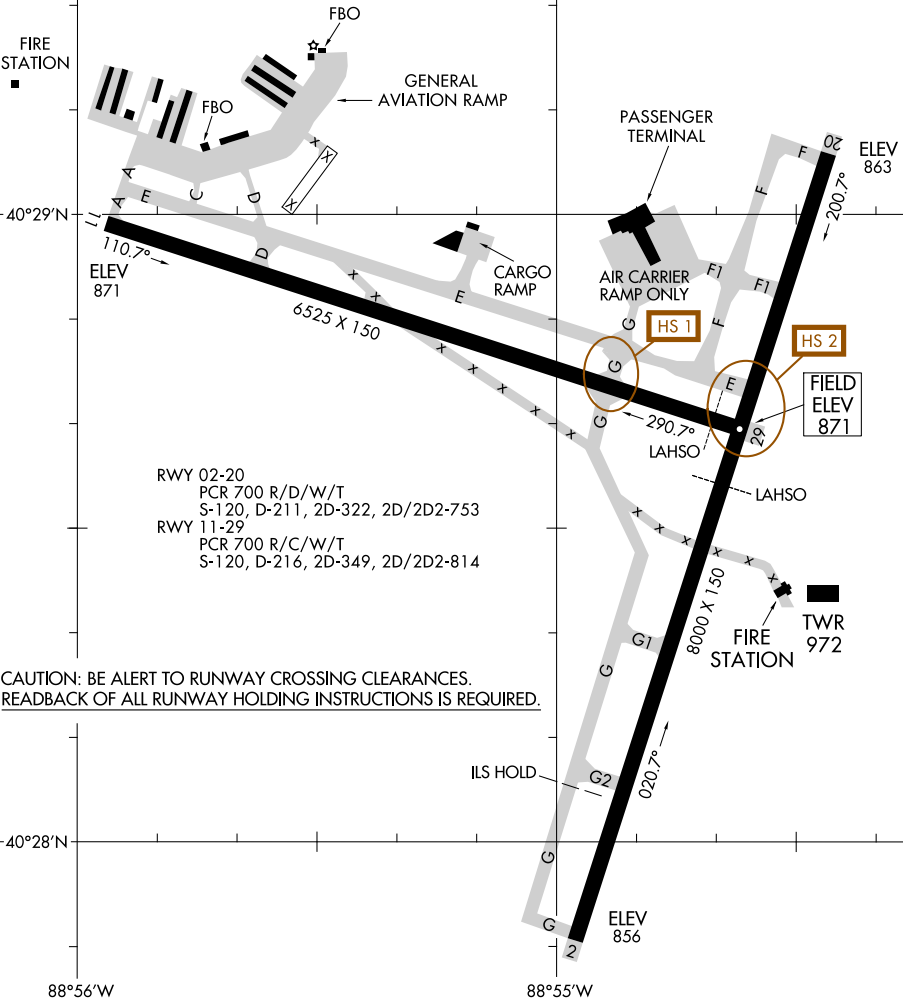 FBO
FIRE
STATION
GENERAL
AVIATION RAMP
FBO
PASSENGER
TERMINAL
20
ELEV
863
F
F
A
E
C
D
X
X
X
200.7°
40°29'N
A
11
110.7°
ELEV
871
D
CARGO
RAMP
AIR CARRIER
RAMP ONLY
F1
F1
E
X
X
6525 X 150
G
F
HS 1
HS 2
X
X
X
X
X
G
E
FIELD
ELEV
871
G
290.7°
29
LAHSO
LAHSO
RWY 02-20
PCR 700 R/D/W/T
S-120, D-211, 2D-322, 2D/2D2-753
RWY 11-29
PCR 700 R/C/W/T
S-120, D-216, 2D-349, 2D/2D2-814
X
X
X
X
X
X
8000 X 150
TWR
972
FIRE
STATION
G1
G
CAUTION: BE ALERT TO RUNWAY CROSSING CLEARANCES.
READBACK OF ALL RUNWAY HOLDING INSTRUCTIONS IS REQUIRED.
ILS HOLD
G2
020.7°
40°28'N
G
G
ELEV
856
2
88°56'W
88°55'W